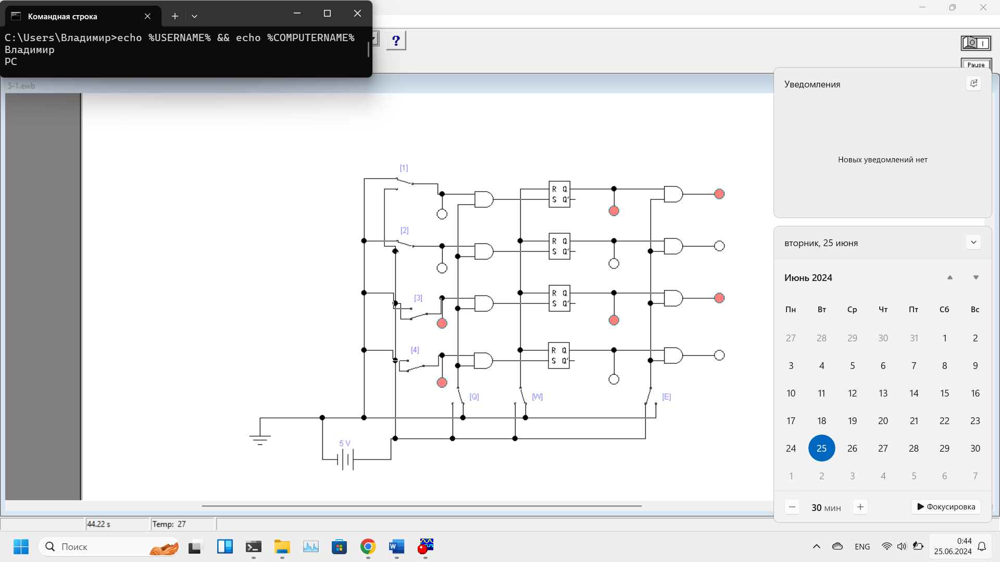 Командная строка
C:\Users\Владимир>echo %USERNAME% && echo %COMPUTERNAME%
Владимир
PC
?
Pause
5-1.ewb
Уведомления
Новых уведомлений нет
вторник, 25 июня
Июнь 2024
Пн Вт Ср Чт Пт Сб Вс
27 28 29 30 31 1 2
3 4 5 6 7 8 9
10 11 12 13 14 15 16
17 18 19 20 21 22 23
24 25 26 27 28 29 30
1 2 3 4 5 6 7
30 мин
Фокусировка
[1]
R Q
S Q'
[2]
R Q
S Q'
[3]
R Q
S Q'
[4]
R Q
S Q'
[Q] [W] [E]
5 V
44.22 s Temp: 27
Поиск
ENG
0:44
25.06.2024